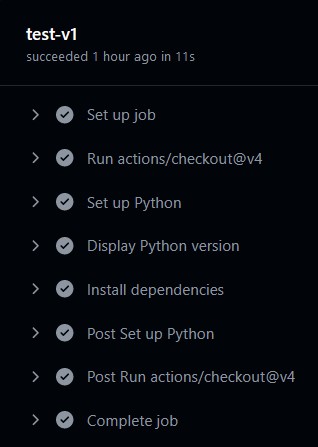 test-v1
succeeded 1 hour ago in 11s
Set up job
Run actions/checkout@v4
Set up Python
Display Python version
Install dependencies
Post Set up Python
Post Run actions/checkout@v4
Complete job